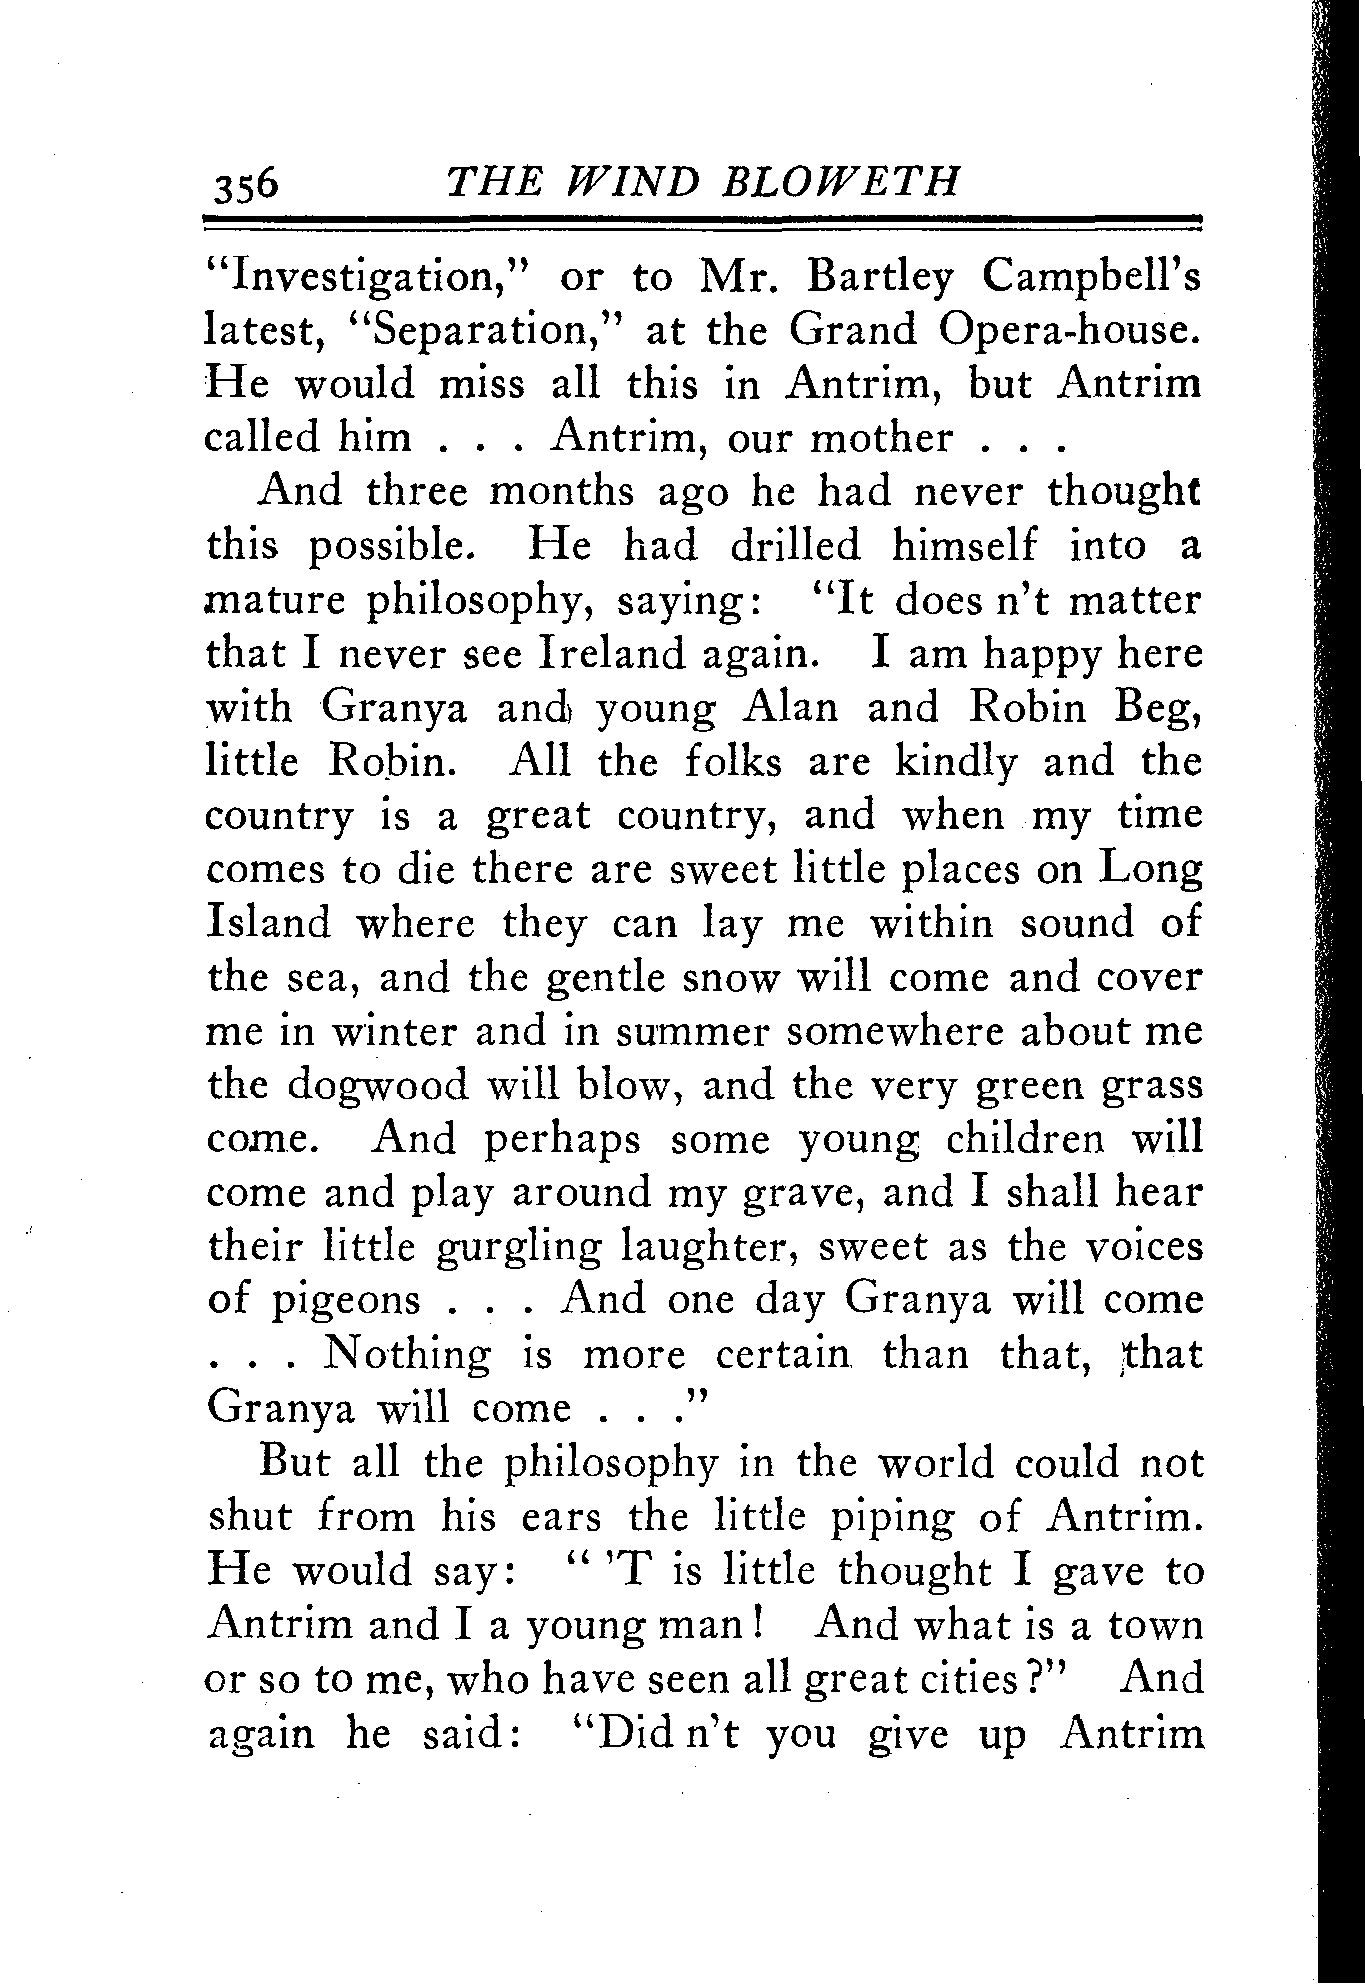 356 THE WIND BLOWETH
“Investigation,” or to Mr. Bartley Campbell’s
latest, “Separation,” at the Grand Opera-house.
He would miss all this in Antrim, but Antrim
called him . . . Antrim, our mother . . .
And three months ago he had never thought
this possible. He had drilled himself into a
mature philosophy, saying: “It does n’t matter
that I never see Ireland again. I am happy here
with Granya and young Alan and Robin Beg,
little Robin. All the folks are kindly and the
country is a great country, and when my time
comes to die there are sweet little places on Long
Island where they can lay me within sound of
the sea, and the gentle snow will come and cover
me in winter and in summer somewhere about me
the dogwood will blow, and the very green grass
come. And perhaps some young children will
come and play around my grave, and I shall hear
their little gurgling laughter, sweet as the voices
of pigeons . . . And one day Granya will come
. . . Nothing is more certain than that, that
Granya will come . . .”
But all the philosophy in the world could not
shut from his ears the little piping of Antrim.
He would say: “ ’T is little thought I gave to
Antrim and I a young man! And what is a town
or so to me, who have seen all great cities?” And
again he said: “Did n’t you give up Antrim